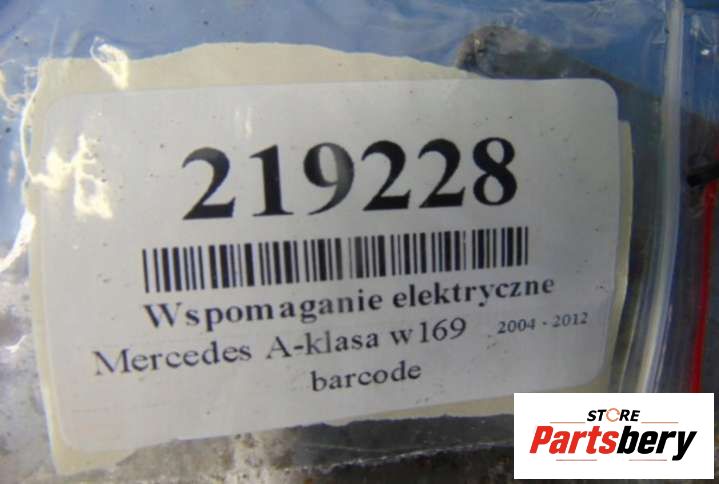 219228
Wspomaganie elektryczne
Mercedes A-klasa w169 2004 - 2012
barcode
STORE
Partsbery